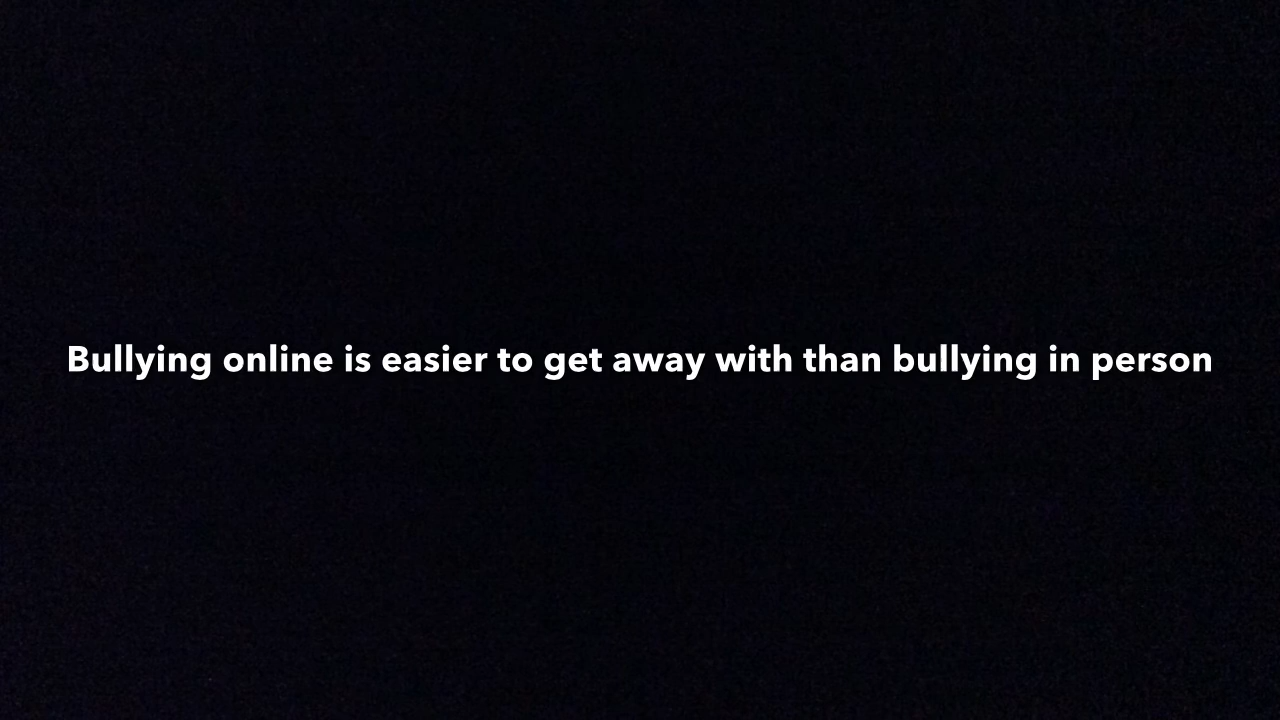 Bullying online is easier to get away with than bullying in person